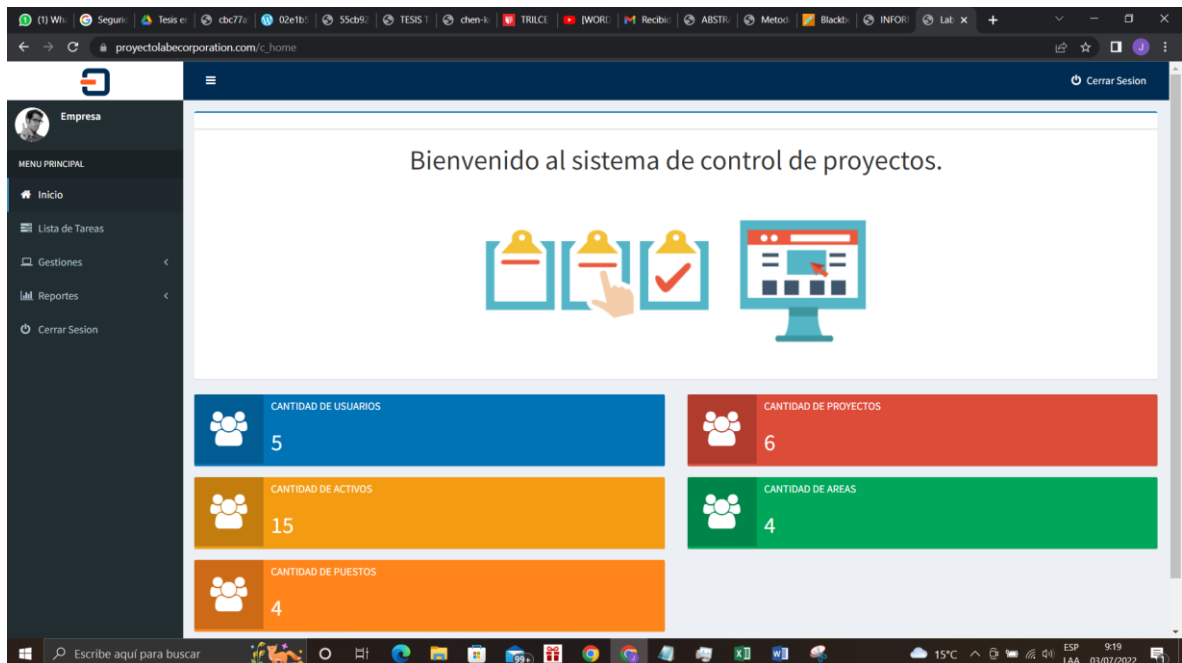 (1) Wh
Seguric
Tesis er
cbc77a
02e1b5
55cb92
TESIS T
chen-k
TRILCE
[WORD
Recibid
ABSTR
Metod
Blackb
INFOR
Lab
proyectolabecorporation.com/c_home
Cerrar Sesion
Empresa
MENU PRINCIPAL
Inicio
Lista de Tareas
Gestiones
Reportes
Cerrar Sesion
Bienvenido al sistema de control de proyectos.
CANTIDAD DE USUARIOS
5
CANTIDAD DE PROYECTOS
6
CANTIDAD DE ACTIVOS
15
CANTIDAD DE AREAS
4
CANTIDAD DE PUESTOS
4
Escribe aquí para buscar
99+
15°C
ESP
LAA
9:19
03/07/2022